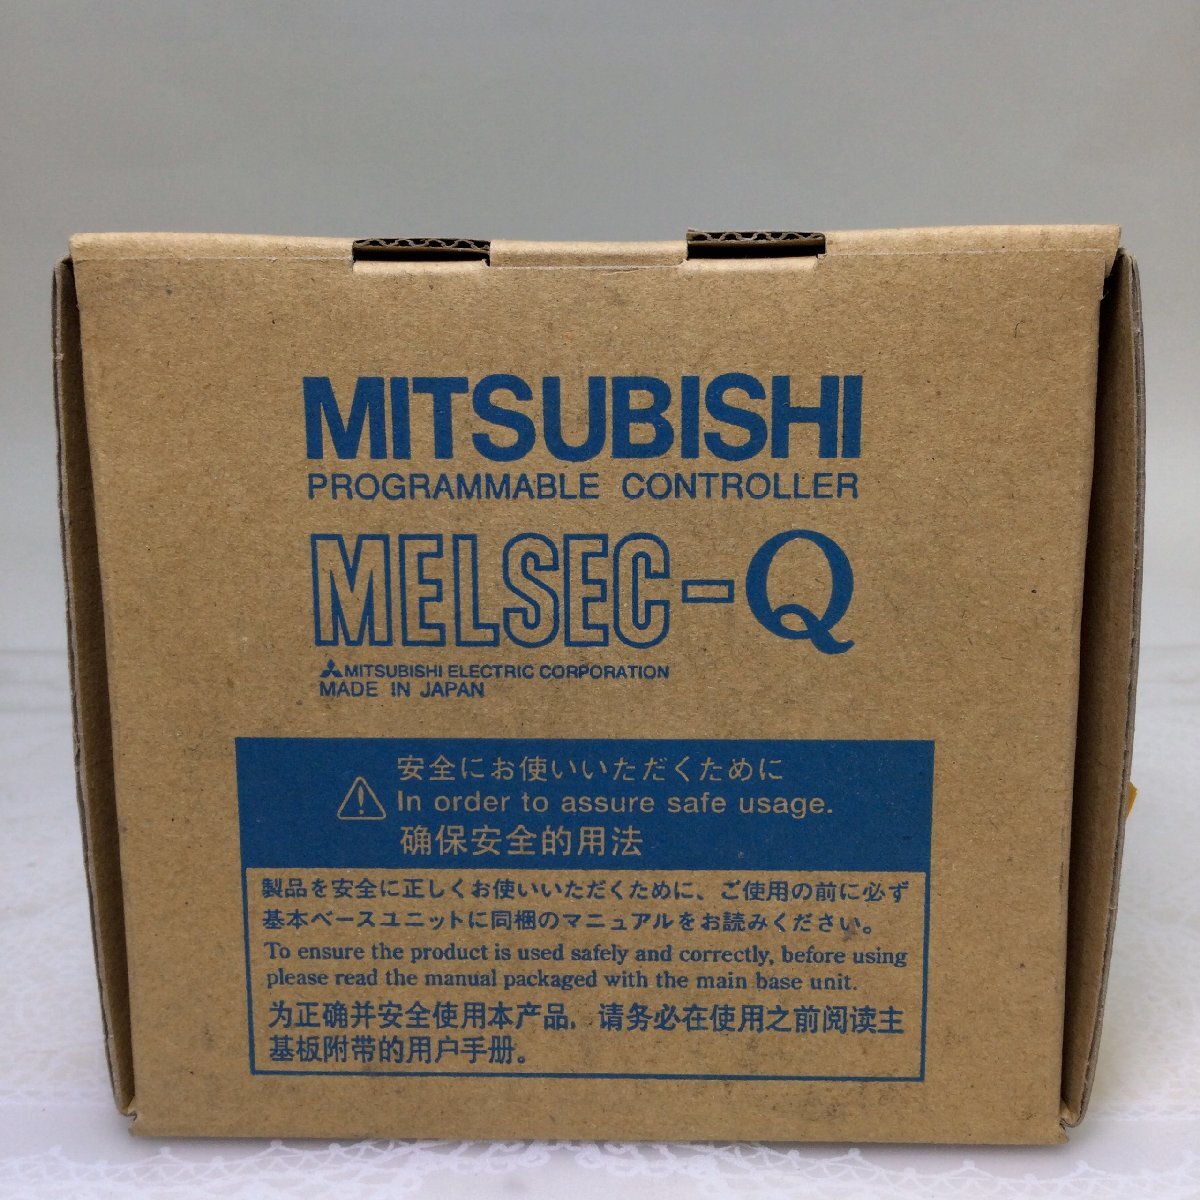 MITSUBISHI
PROGRAMMABLE CONTROLLER
MELSEC-Q
MITSUBISHI ELECTRIC CORPORATION
MADE IN JAPAN
安全にお使いいただくために
In order to assure safe usage.
确保安全的用法
製品を安全に正しくお使いいただくために、ご使用の前に必ず
基本ベースユニットに同梱のマニュアルをお読みください。
To ensure the product is used safely and correctly, before using
please read the manual packaged with the main base unit.
为正确并安全使用本产品，请务必在使用之前阅读主
基板附带的用户手册。